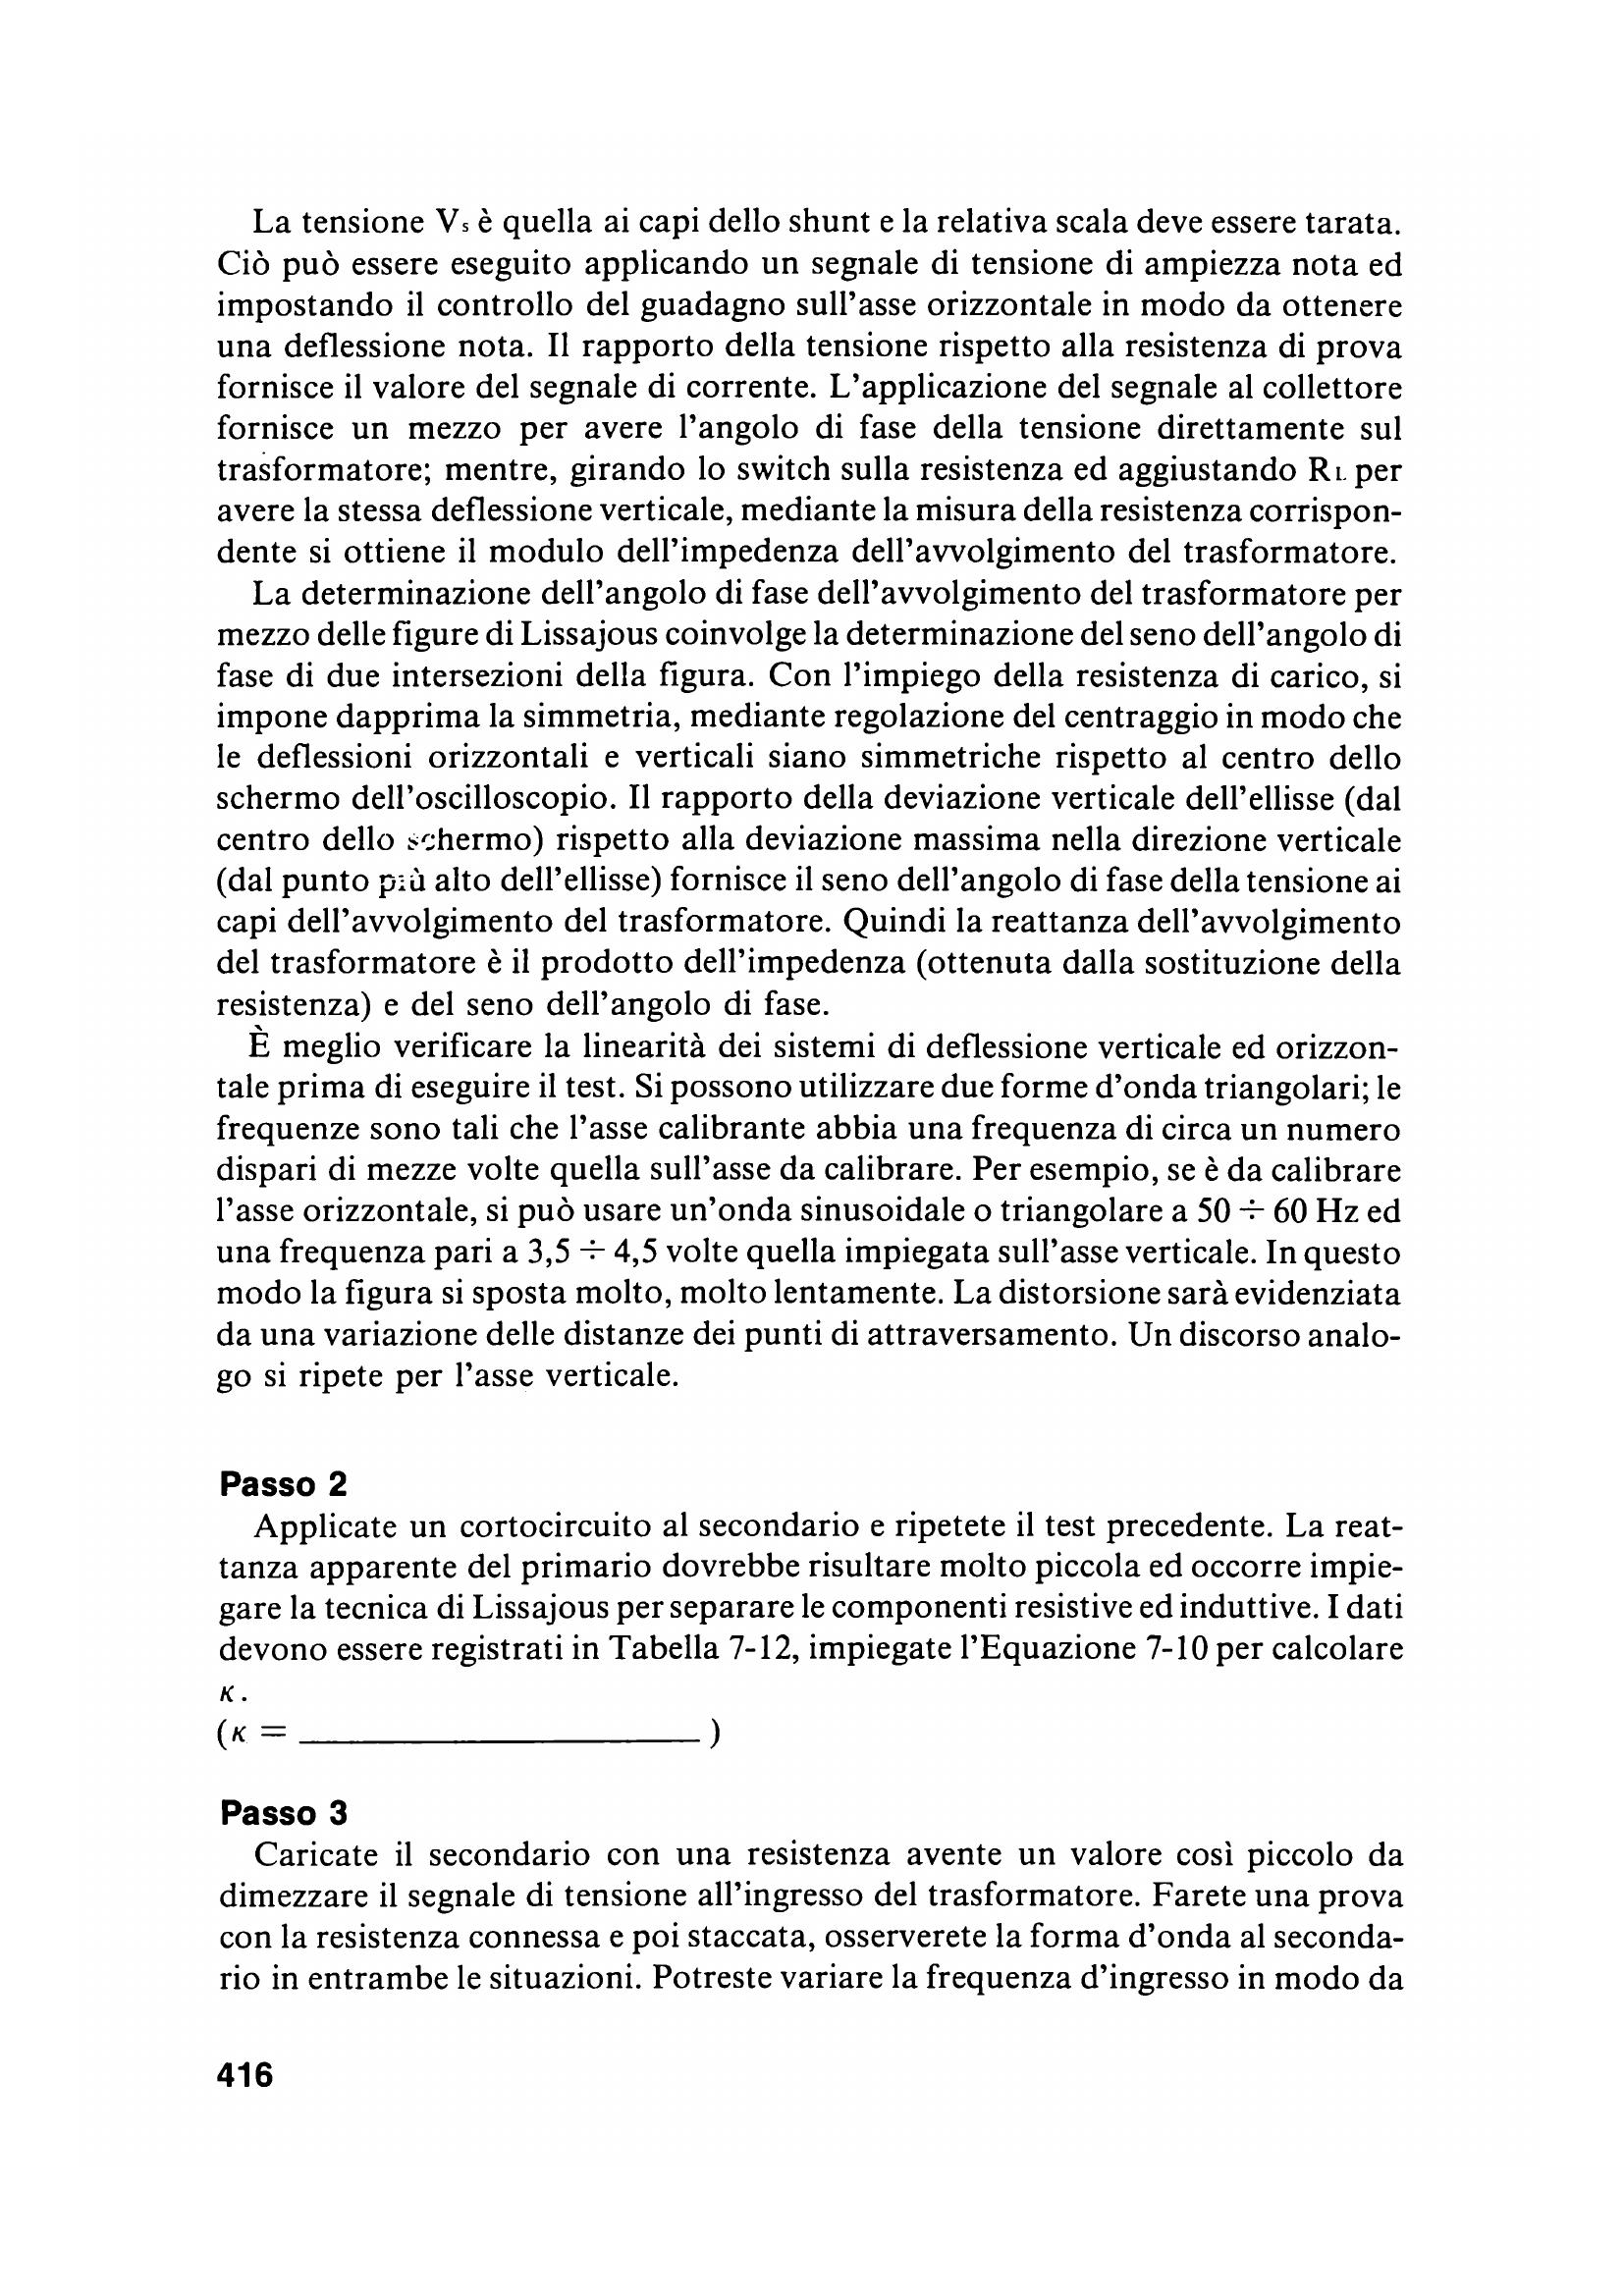 La tensione Vs è quella ai capi dello shunt e la relativa scala deve essere tarata.
Ciò può essere eseguito applicando un segnale di tensione di ampiezza nota ed
impostando il controllo del guadagno sull'asse orizzontale in modo da ottenere
una deflessione nota. Il rapporto della tensione rispetto alla resistenza di prova
fornisce il valore del segnale di corrente. L'applicazione del segnale al collettore
fornisce un mezzo per avere l'angolo di fase della tensione direttamente sul
trasformatore; mentre, girando lo switch sulla resistenza ed aggiustando RL per
avere la stessa deflessione verticale, mediante la misura della resistenza corrispon-
dente si ottiene il modulo dell'impedenza dell'avvolgimento del trasformatore.
La determinazione dell'angolo di fase dell'avvolgimento del trasformatore per
mezzo delle figure di Lissajous coinvolge la determinazione del seno dell'angolo di
fase di due intersezioni della figura. Con l'impiego della resistenza di carico, si
impone dapprima la simmetria, mediante regolazione del centraggio in modo che
le deflessioni orizzontali e verticali siano simmetriche rispetto al centro dello
schermo dell'oscilloscopio. Il rapporto della deviazione verticale dell'ellisse (dal
centro dello schermo) rispetto alla deviazione massima nella direzione verticale
(dal punto più alto dell'ellisse) fornisce il seno dell'angolo di fase della tensione ai
capi dell'avvolgimento del trasformatore. Quindi la reattanza dell'avvolgimento
del trasformatore è il prodotto dell'impedenza (ottenuta dalla sostituzione della
resistenza) e del seno dell'angolo di fase.
È meglio verificare la linearità dei sistemi di deflessione verticale ed orizzon-
tale prima di eseguire il test. Si possono utilizzare due forme d'onda triangolari; le
frequenze sono tali che l'asse calibrante abbia una frequenza di circa un numero
dispari di mezze volte quella sull'asse da calibrare. Per esempio, se è da calibrare
l'asse orizzontale, si può usare un'onda sinusoidale o triangolare a 50 ÷ 60 Hz ed
una frequenza pari a 3,5 ÷ 4,5 volte quella impiegata sull'asse verticale. In questo
modo la figura si sposta molto, molto lentamente. La distorsione sarà evidenziata
da una variazione delle distanze dei punti di attraversamento. Un discorso analo-
go si ripete per l'asse verticale.
Passo 2
Applicate un cortocircuito al secondario e ripetete il test precedente. La reat-
tanza apparente del primario dovrebbe risultare molto piccola ed occorre impie-
gare la tecnica di Lissajous per separare le componenti resistive ed induttive. I dati
devono essere registrati in Tabella 7-12, impiegate l'Equazione 7-10 per calcolare
κ.
(κ = ____________________)
Passo 3
Caricate il secondario con una resistenza avente un valore così piccolo da
dimezzare il segnale di tensione all'ingresso del trasformatore. Farete una prova
con la resistenza connessa e poi staccata, osserverete la forma d'onda al seconda-
rio in entrambe le situazioni. Potreste variare la frequenza d'ingresso in modo da
416